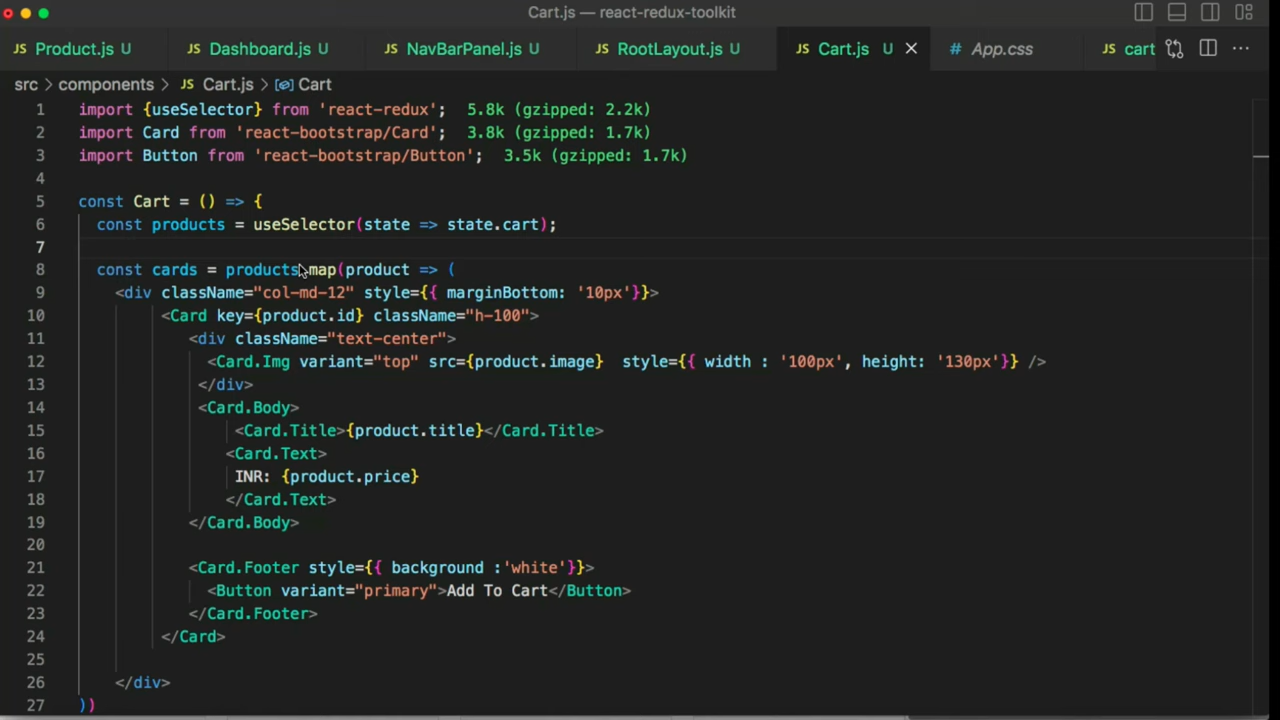 Cart.js — react-redux-toolkit
JS Product.js U JS Dashboard.js U JS NavBarPanel.js U JS RootLayout.js U JS Cart.js U # App.css JS cart
src > components > JS Cart.js > Cart
1 import {useSelector} from 'react-redux'; 5.8k (gzipped: 2.2k)
2 import Card from 'react-bootstrap/Card'; 3.8k (gzipped: 1.7k)
3 import Button from 'react-bootstrap/Button'; 3.5k (gzipped: 1.7k)
4
5 const Cart = () => {
6 const products = useSelector(state => state.cart);
7
8 const cards = products.map(product => (
9 <div className="col-md-12" style={{ marginBottom: '10px'}}>
10 <Card key={product.id} className="h-100">
11 <div className="text-center">
12 <Card.Img variant="top" src={product.image} style={{ width : '100px', height: '130px'}} />
13 </div>
14 <Card.Body>
15 <Card.Title>{product.title}</Card.Title>
16 <Card.Text>
17 INR: {product.price}
18 </Card.Text>
19 </Card.Body>
20
21 <Card.Footer style={{ background :'white'}}>
22 <Button variant="primary">Add To Cart</Button>
23 </Card.Footer>
24 </Card>
25
26 </div>
27 ))